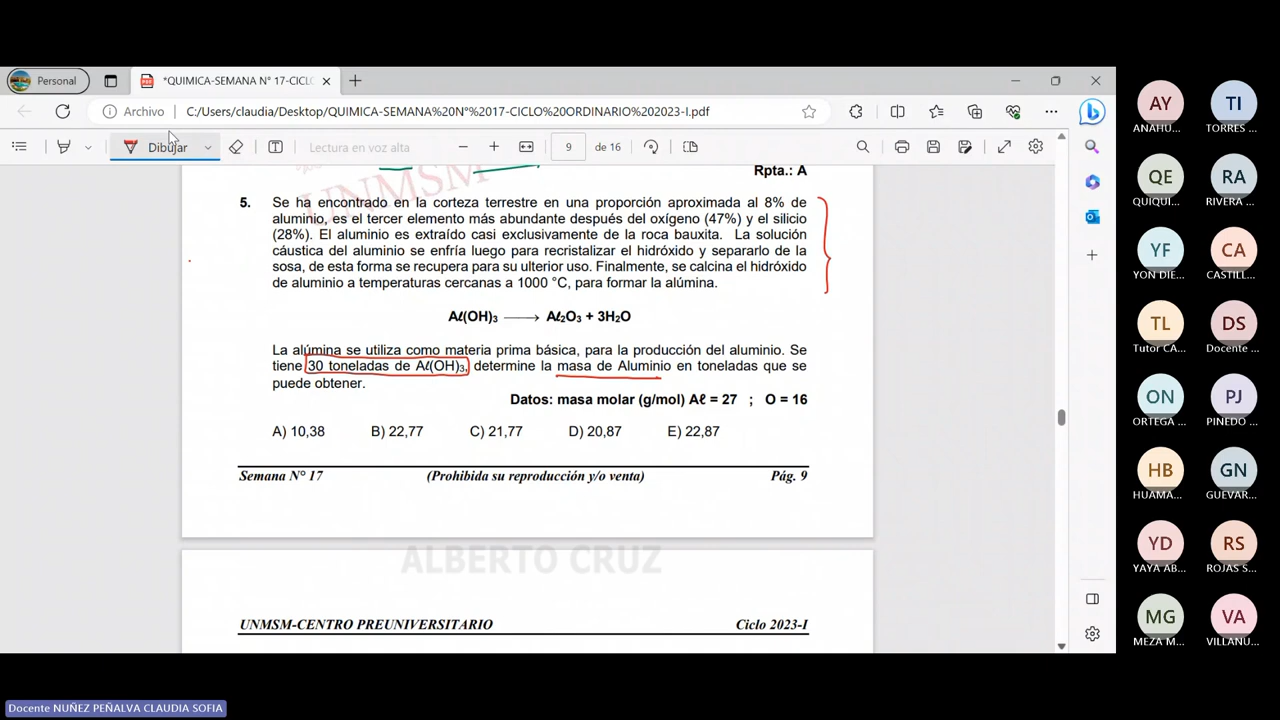 Personal
*QUIMICA-SEMANA N° 17-CICLO
Archivo
C:/Users/claudia/Desktop/QUIMICA-SEMANA%20N°%2017-CICLO%20ORDINARIO%202023-I.pdf
Dibujar
Lectura en voz alta
9
de 16
UNMSM
Rpta.: A
5. Se ha encontrado en la corteza terrestre en una proporción aproximada al 8% de
aluminio, es el tercer elemento más abundante después del oxígeno (47%) y el silicio
(28%). El aluminio es extraído casi exclusivamente de la roca bauxita. La solución
cáustica del aluminio se enfría luego para recristalizar el hidróxido y separarlo de la
sosa, de esta forma se recupera para su ulterior uso. Finalmente, se calcina el hidróxido
de aluminio a temperaturas cercanas a 1000 °C, para formar la alúmina.
Aℓ(OH)₃ ⟶ Aℓ₂O₃ + 3H₂O
La alúmina se utiliza como materia prima básica, para la producción del aluminio. Se
tiene 30 toneladas de Aℓ(OH)₃, determine la masa de Aluminio en toneladas que se
puede obtener.
Datos: masa molar (g/mol) Aℓ = 27 ; O = 16
A) 10,38 B) 22,77 C) 21,77 D) 20,87 E) 22,87
Semana N° 17 (Prohibida su reproducción y/o venta) Pág. 9
ALBERTO CRUZ
UNMSM-CENTRO PREUNIVERSITARIO Ciclo 2023-I
AY TI
ANAHU... TORRES ...
QE RA
QUIQUI... RIVERA ...
YF CA
YON DIE... CASTILL...
TL DS
Tutor CA... Docente ...
ON PJ
ORTEGA ... PINEDO ...
HB GN
HUAMA... GUEVAR...
YD RS
YAYA AB... ROJAS S...
MG VA
MEZA M... VILLANU...
Docente NUÑEZ PEÑALVA CLAUDIA SOFIA